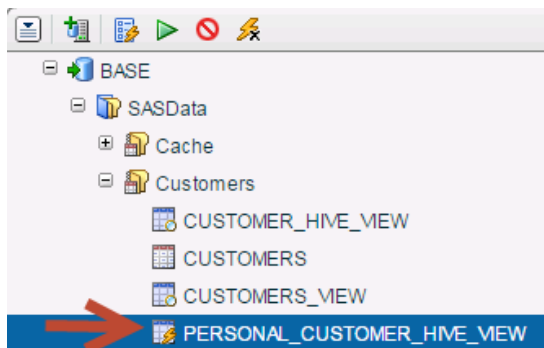 BASE
SASData
Cache
Customers
CUSTOMER_HIVE_VIEW
CUSTOMERS
CUSTOMERS_VIEW
PERSONAL_CUSTOMER_HIVE_VIEW